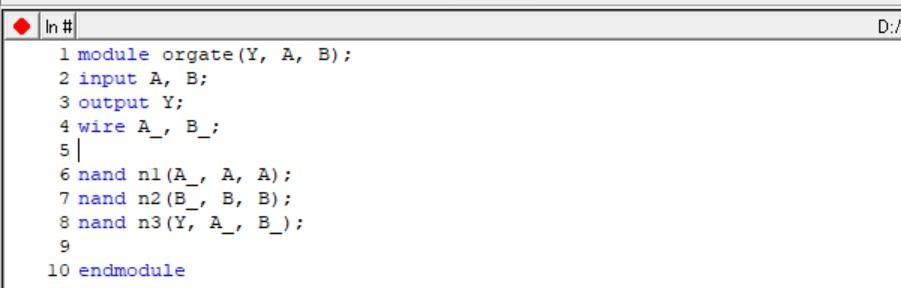 ln # D:/
1 module orgate(Y, A, B);
2 input A, B;
3 output Y;
4 wire A_, B_;
5
6 nand n1(A_, A, A);
7 nand n2(B_, B, B);
8 nand n3(Y, A_, B_);
9
10 endmodule